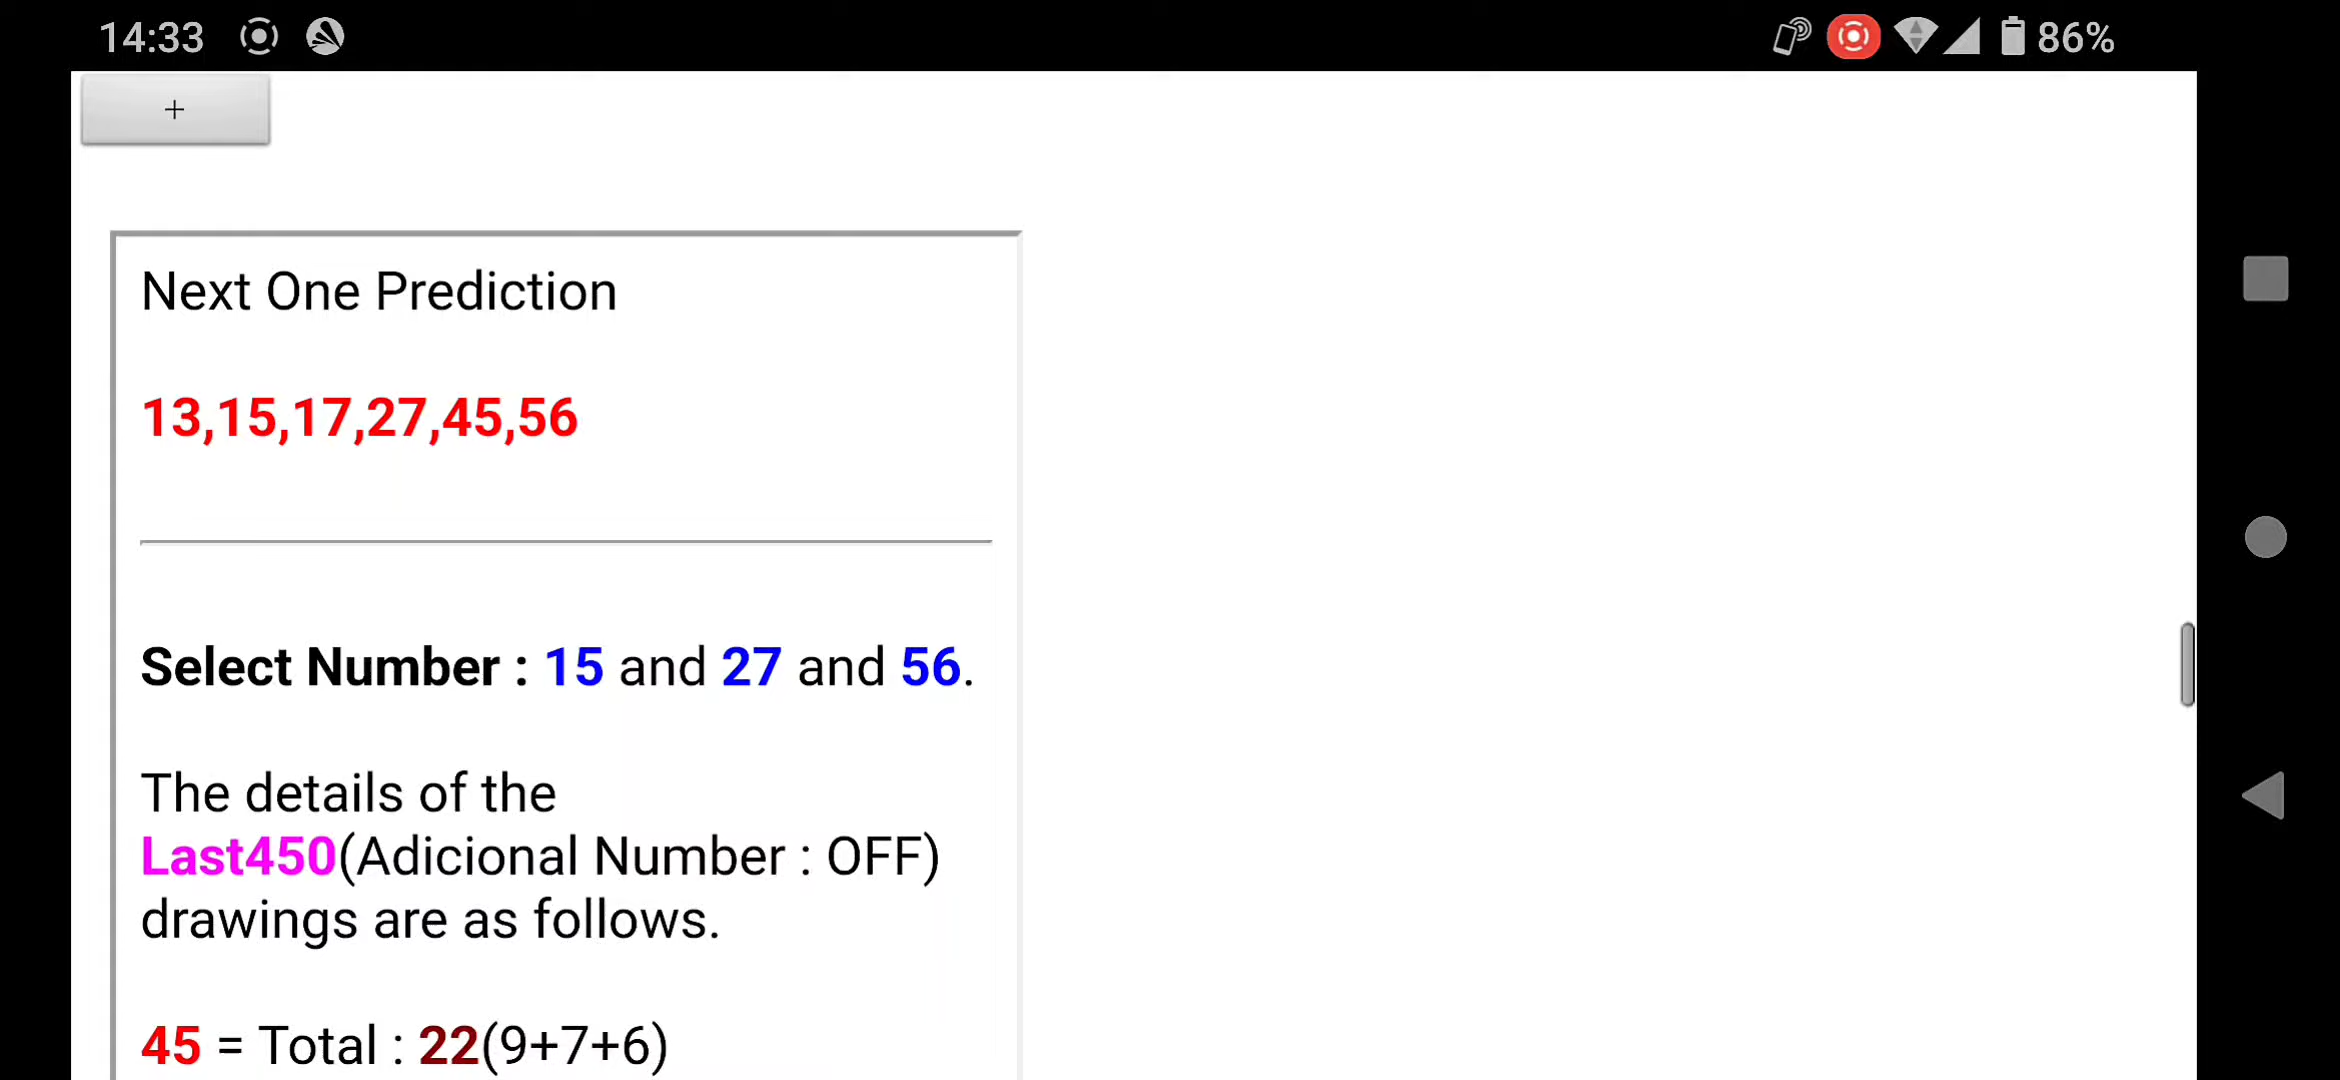 14:33
86%
+
Next One Prediction
13,15,17,27,45,56
Select Number : 15 and 27 and 56.
The details of the
Last450(Adicional Number : OFF)
drawings are as follows.
45 = Total : 22(9+7+6)